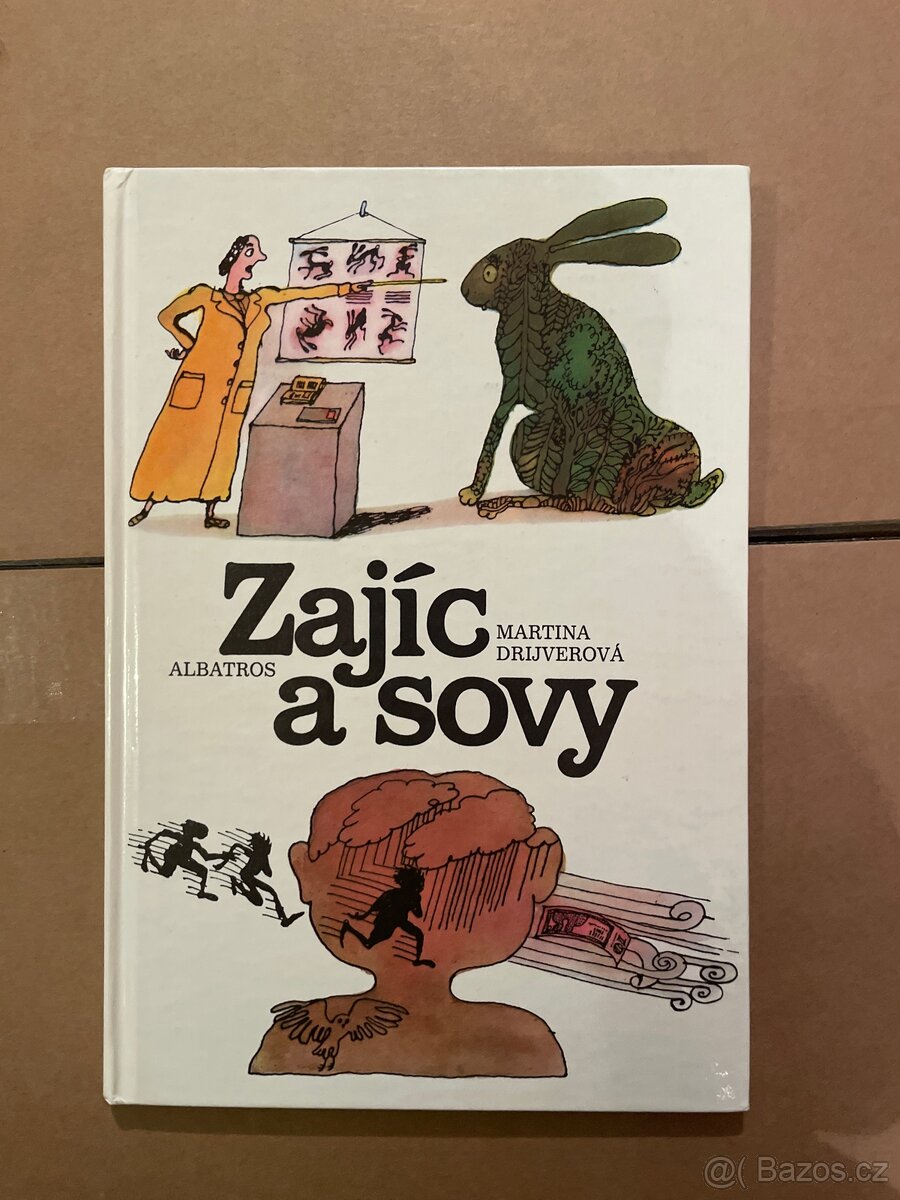 Zajíc
MARTINA
DRIJVEROVÁ
ALBATROS
a sovy
@( Bazos.cz